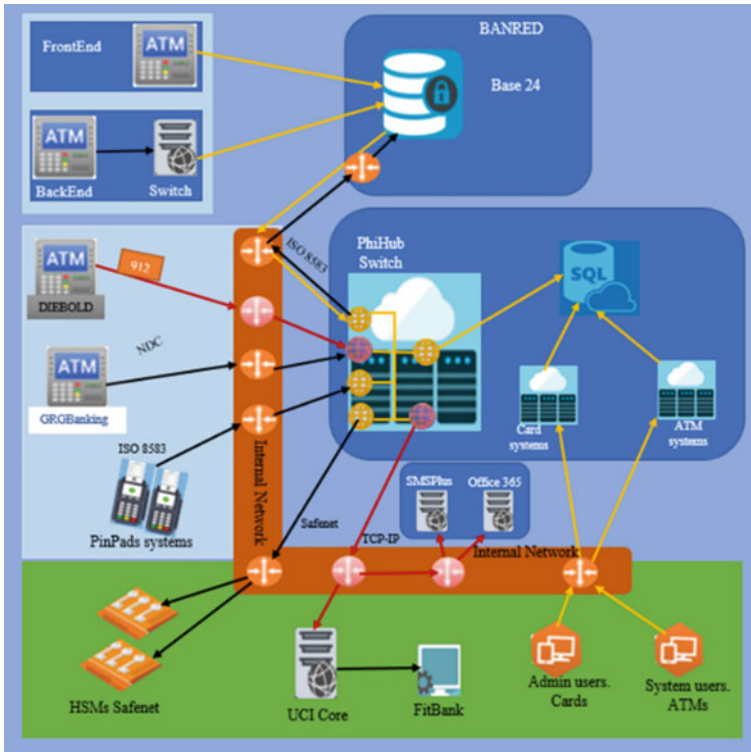 FrontEnd
ATM
BANRED
Base 24
ATM
BackEnd
Switch
ATM
DIEBOLD
912
ISO 8583
PhiHub
Switch
SQL
NDC
ATM
GRGBanking
Card
systems
ATM
systems
ISO 8583
PinPads systems
Internal Network
Safenet
SMSPlus
Office 365
TCP-IP
Internal Network
HSMs Safenet
UCI Core
FitBank
Admin users.
Cards
System users.
ATMs